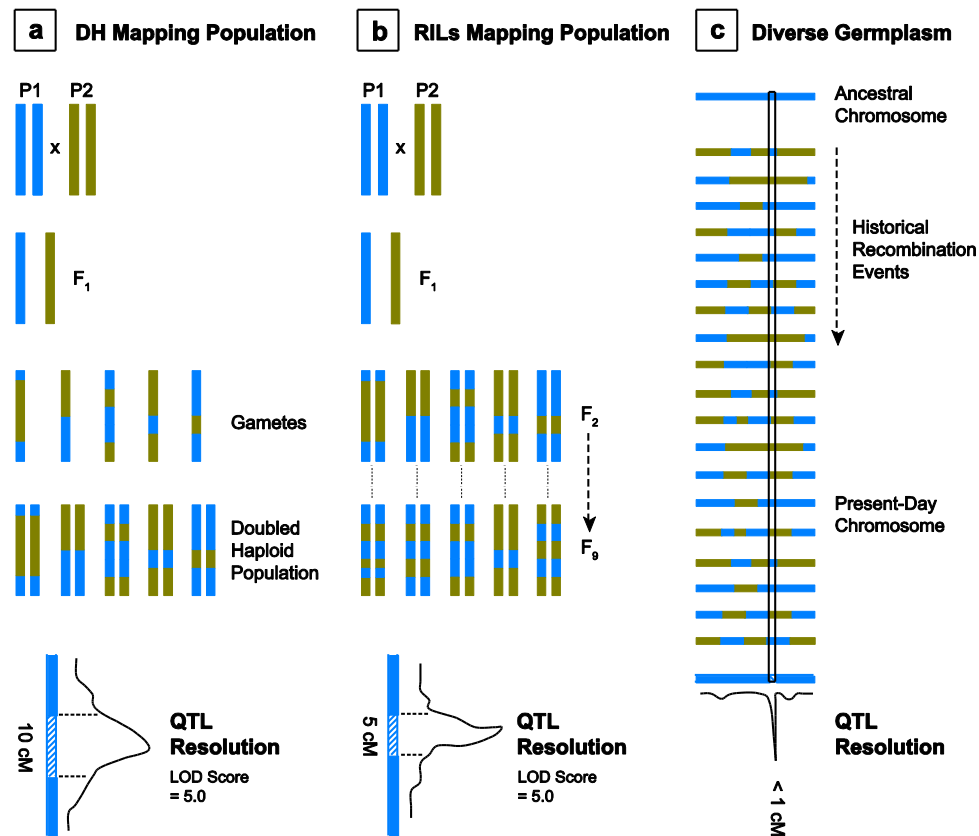 a DH Mapping Population
P1 P2
x
F1
Gametes
Doubled
Haploid
Population
10 cM
QTL
Resolution
LOD Score
= 5.0
b RILs Mapping Population
P1 P2
x
F1
F2
F9
5 cM
QTL
Resolution
LOD Score
= 5.0
c Diverse Germplasm
Ancestral
Chromosome
Historical
Recombination
Events
Present-Day
Chromosome
QTL
Resolution
< 1 cM